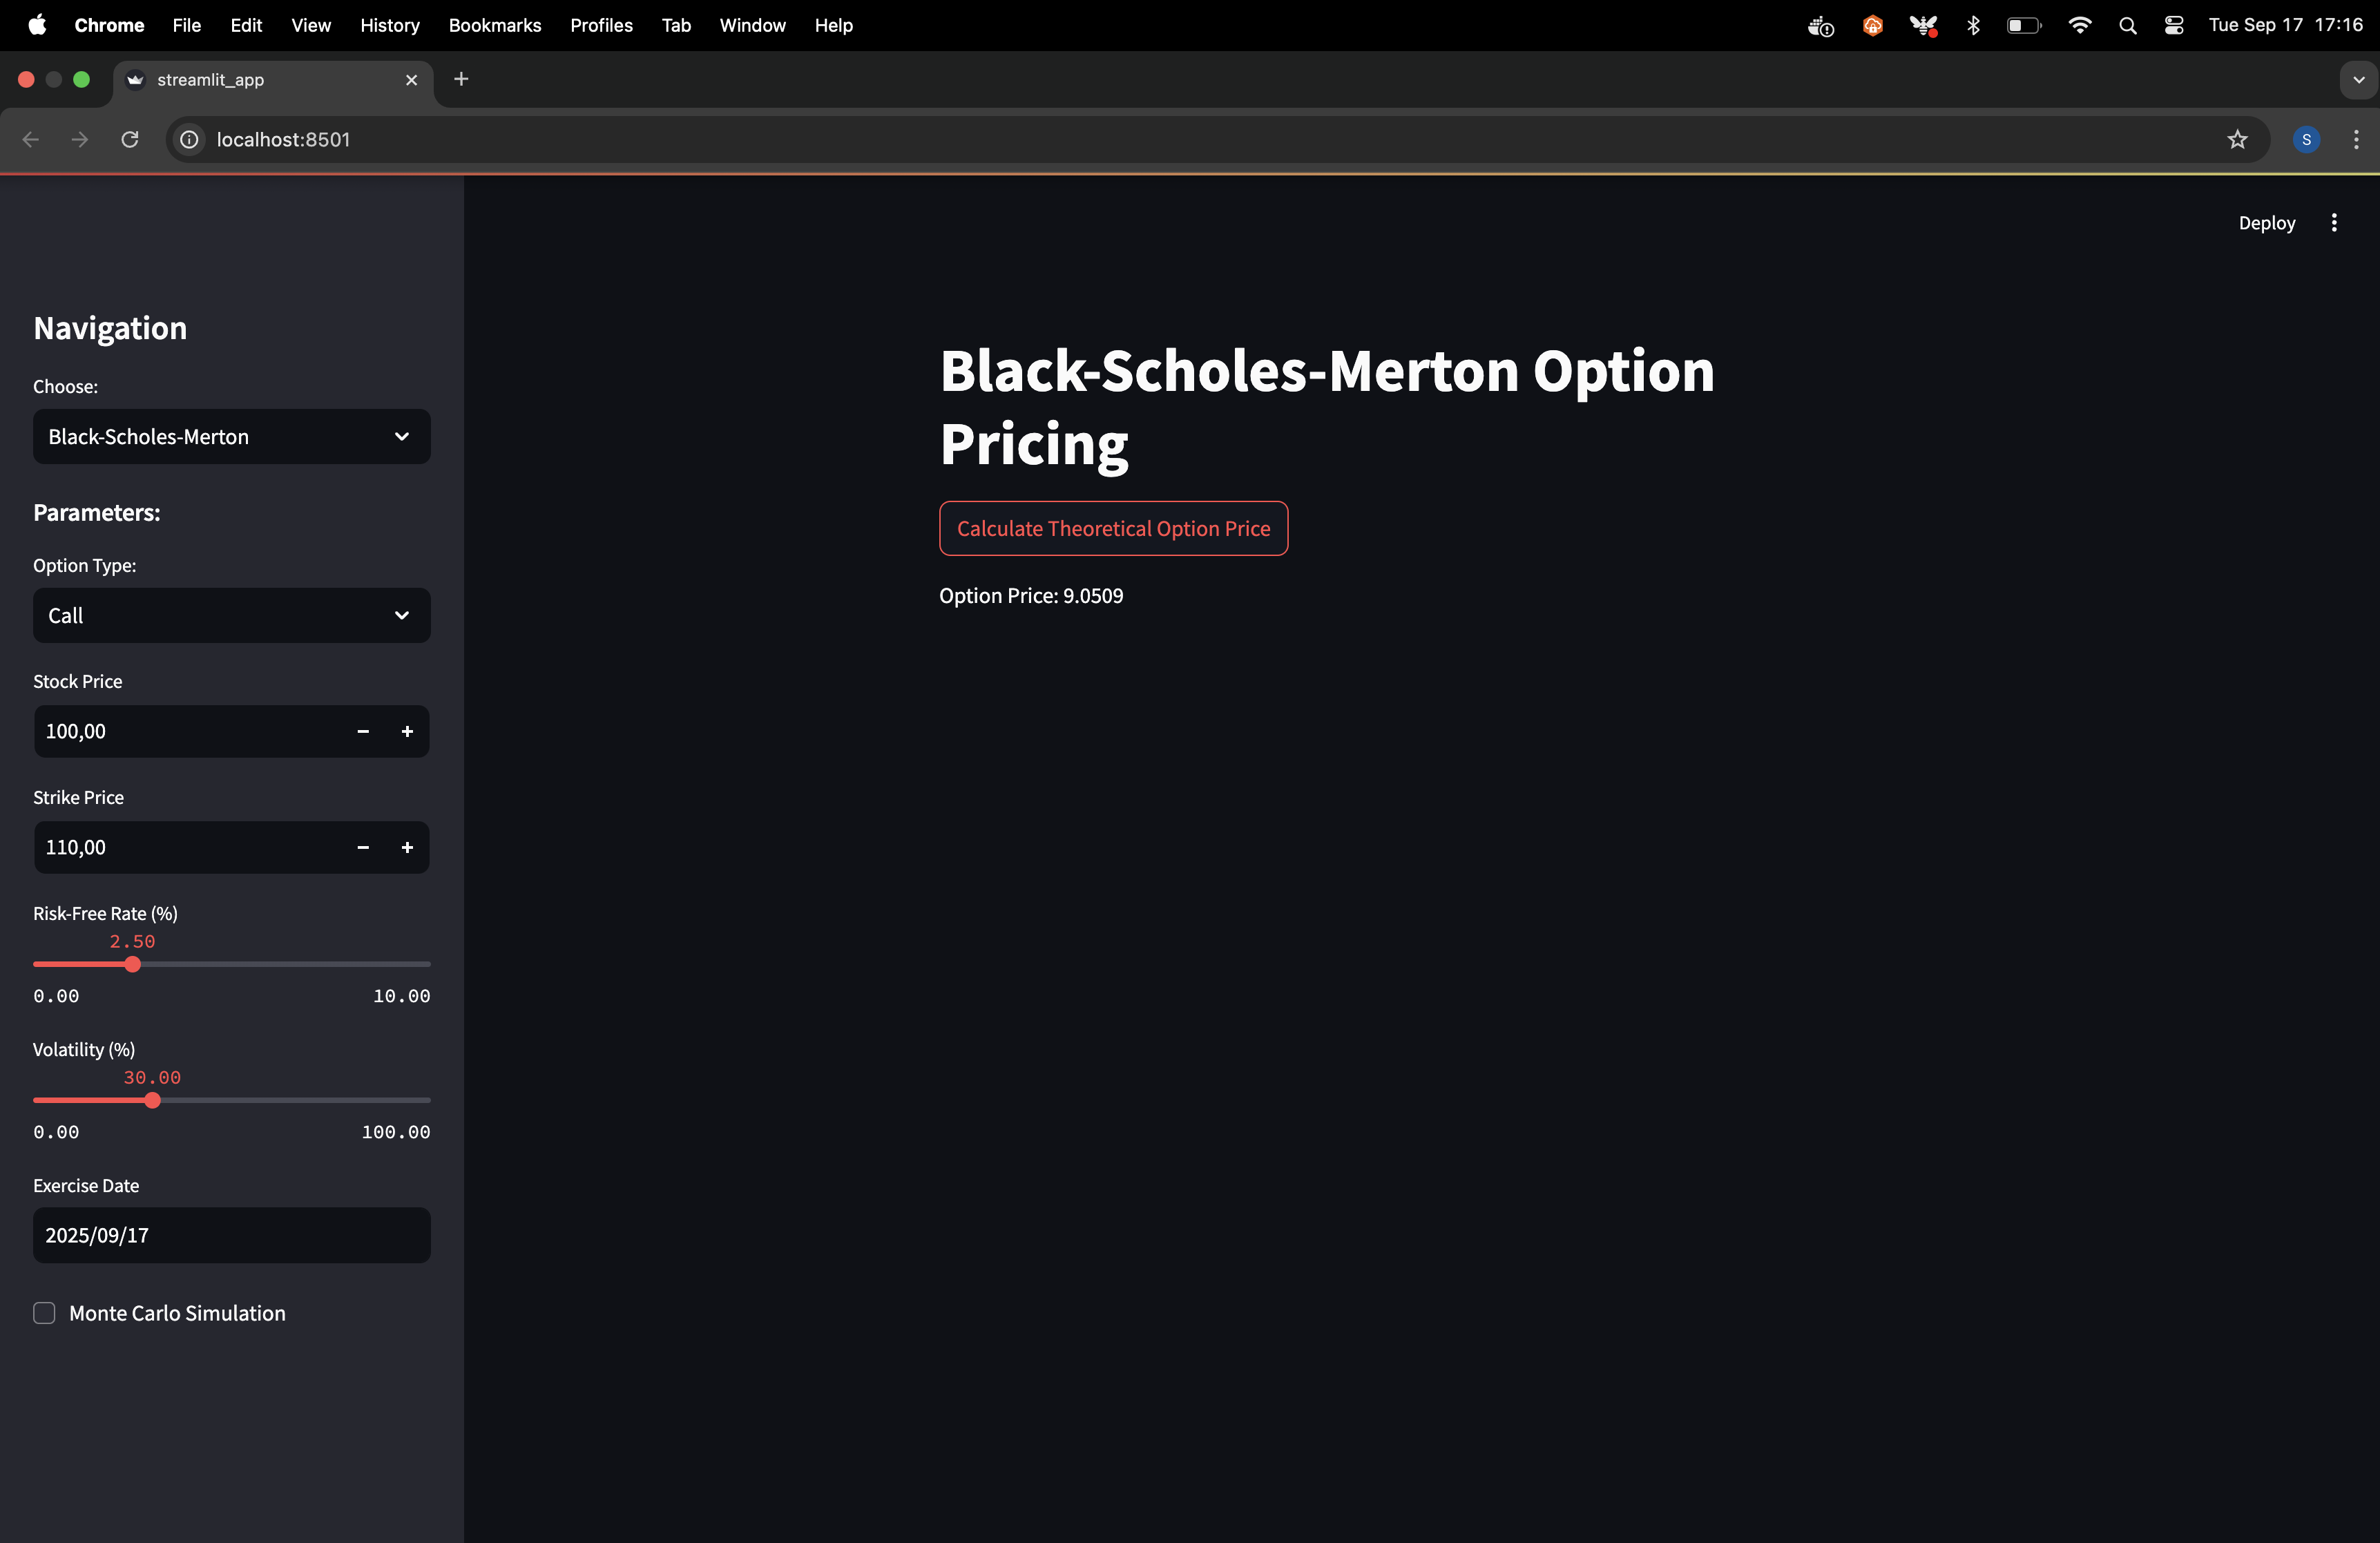 Chrome File Edit View History Bookmarks Profiles Tab Window Help Tue Sep 17 17:16
streamlit_app
localhost:8501
S
Deploy
Navigation
Choose:
Black-Scholes-Merton
Parameters:
Option Type:
Call
Stock Price
100,00
Strike Price
110,00
Risk-Free Rate (%)
2.50
0.00 10.00
Volatility (%)
30.00
0.00 100.00
Exercise Date
2025/09/17
Monte Carlo Simulation
Black-Scholes-Merton Option
Pricing
Calculate Theoretical Option Price
Option Price: 9.0509